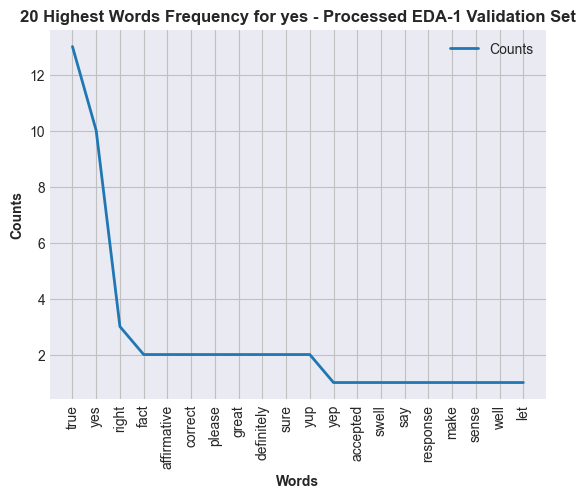 20 Highest Words Frequency for yes - Processed EDA-1 Validation Set
Counts
12
10
8
6
4
2
Counts
true
yes
right
fact
affirmative
correct
please
great
definitely
sure
yup
yep
accepted
swell
say
response
make
sense
well
let
Words